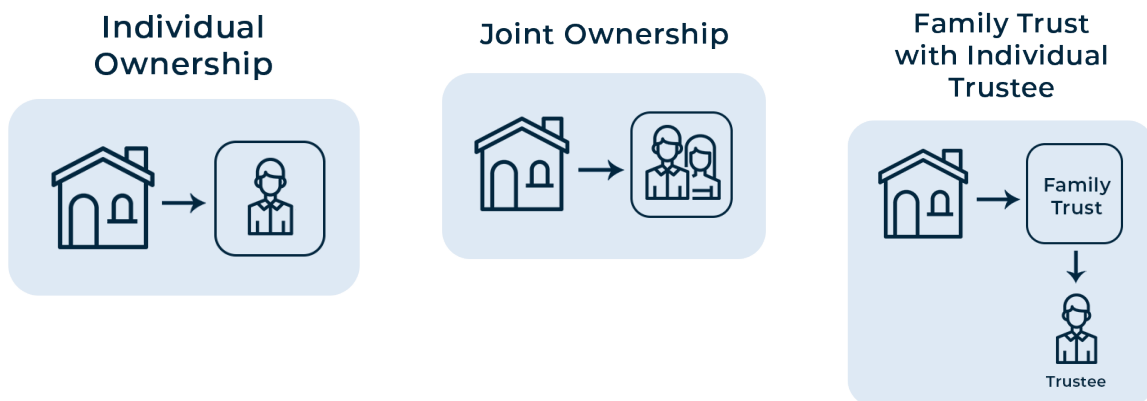 Individual
Ownership
Joint Ownership
Family Trust
with Individual
Trustee
Family
Trust
Trustee